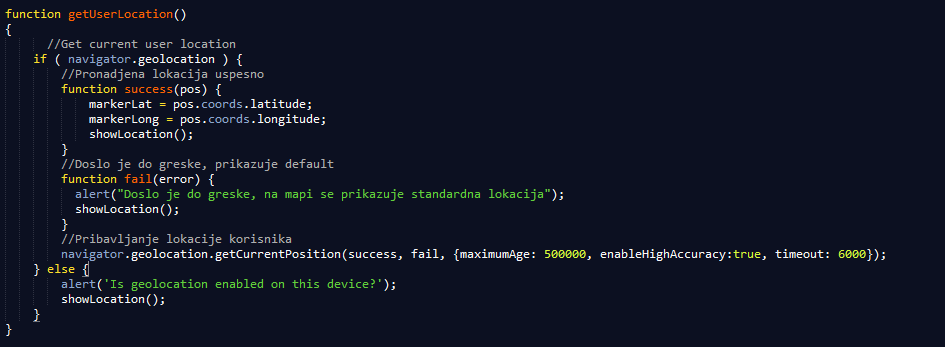 function getUserLocation()
{
//Get current user location
if ( navigator.geolocation ) {
//Pronadjena lokacija uspesno
function success(pos) {
markerLat = pos.coords.latitude;
markerLong = pos.coords.longitude;
showLocation();
}
//Doslo je do greske, prikazuje default
function fail(error) {
alert("Doslo je do greske, na mapi se prikazuje standardna lokacija");
showLocation();
}
//Pribavljanje lokacije korisnika
navigator.geolocation.getCurrentPosition(success, fail, {maximumAge: 500000, enableHighAccuracy:true, timeout: 6000});
} else {
alert('Is geolocation enabled on this device?');
showLocation();
}
}